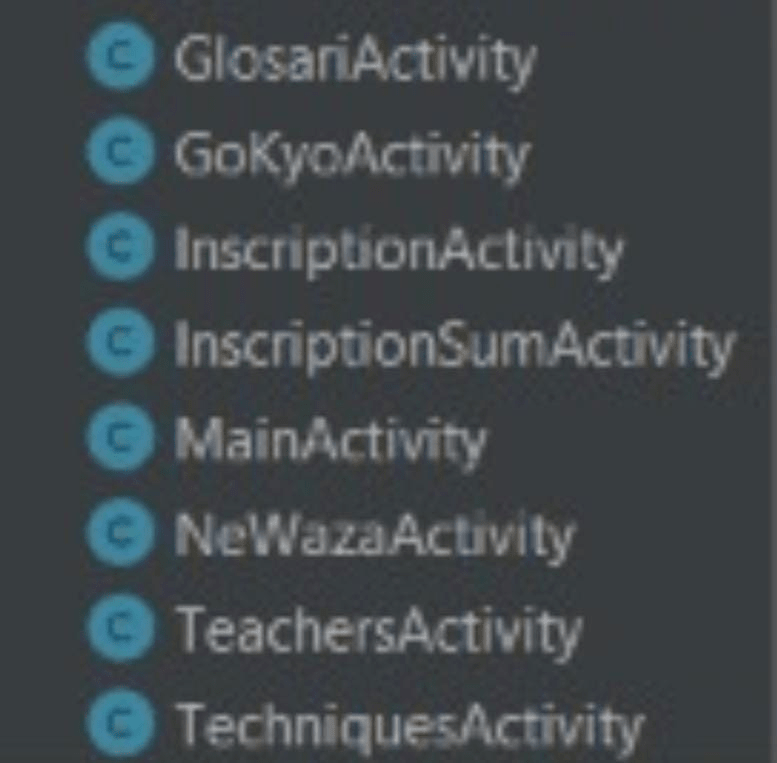 C GlosariActivity
C GoKyoActivity
C InscriptionActivity
C InscriptionSumActivity
C MainActivity
C NeWazaActivity
C TeachersActivity
C TechniquesActivity